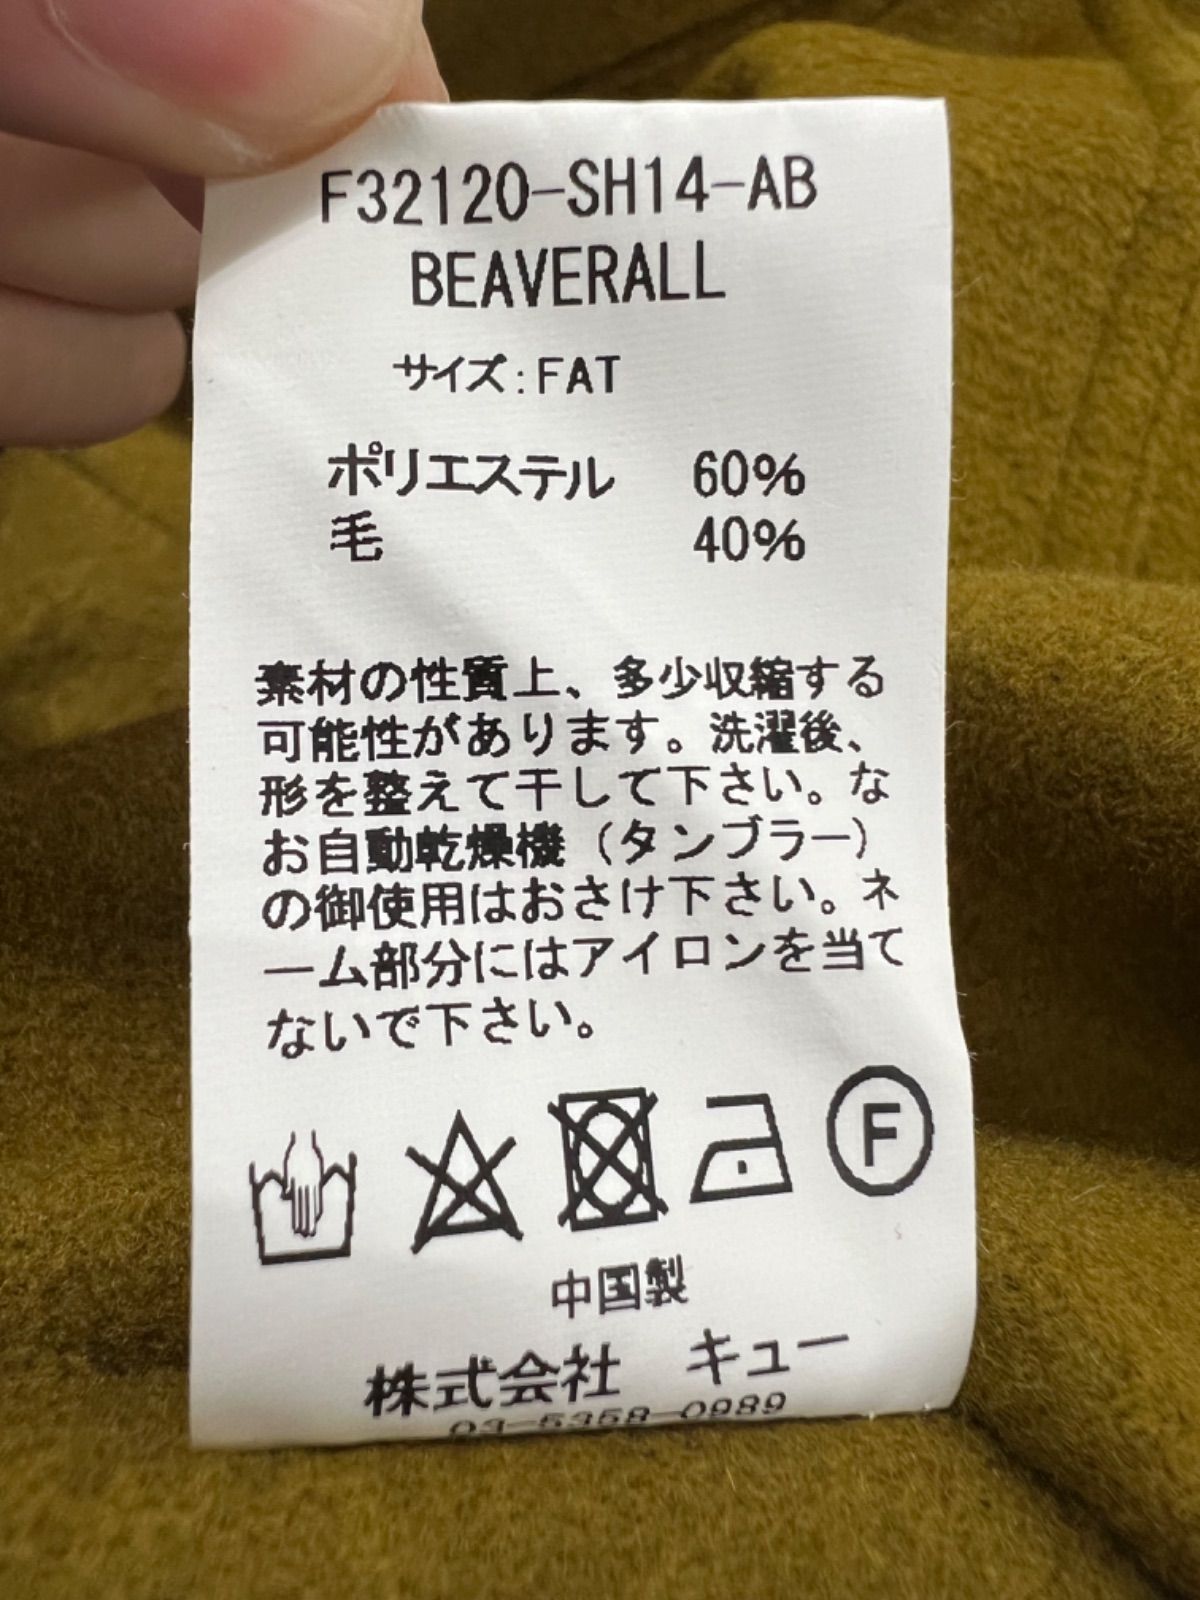 F32120-SH14-AB
BEAVERALL
サイズ:FAT
ポリエステル 60%
毛 40%
素材の性質上、多少収縮する
可能性があります。洗濯後、
形を整えて干して下さい。な
お自動乾燥機(タンブラー)
の御使用はおさけ下さい。ネ
ーム部分にはアイロンを当て
ないで下さい。
F
中国製
株式会社 キュー
03-5358-0989